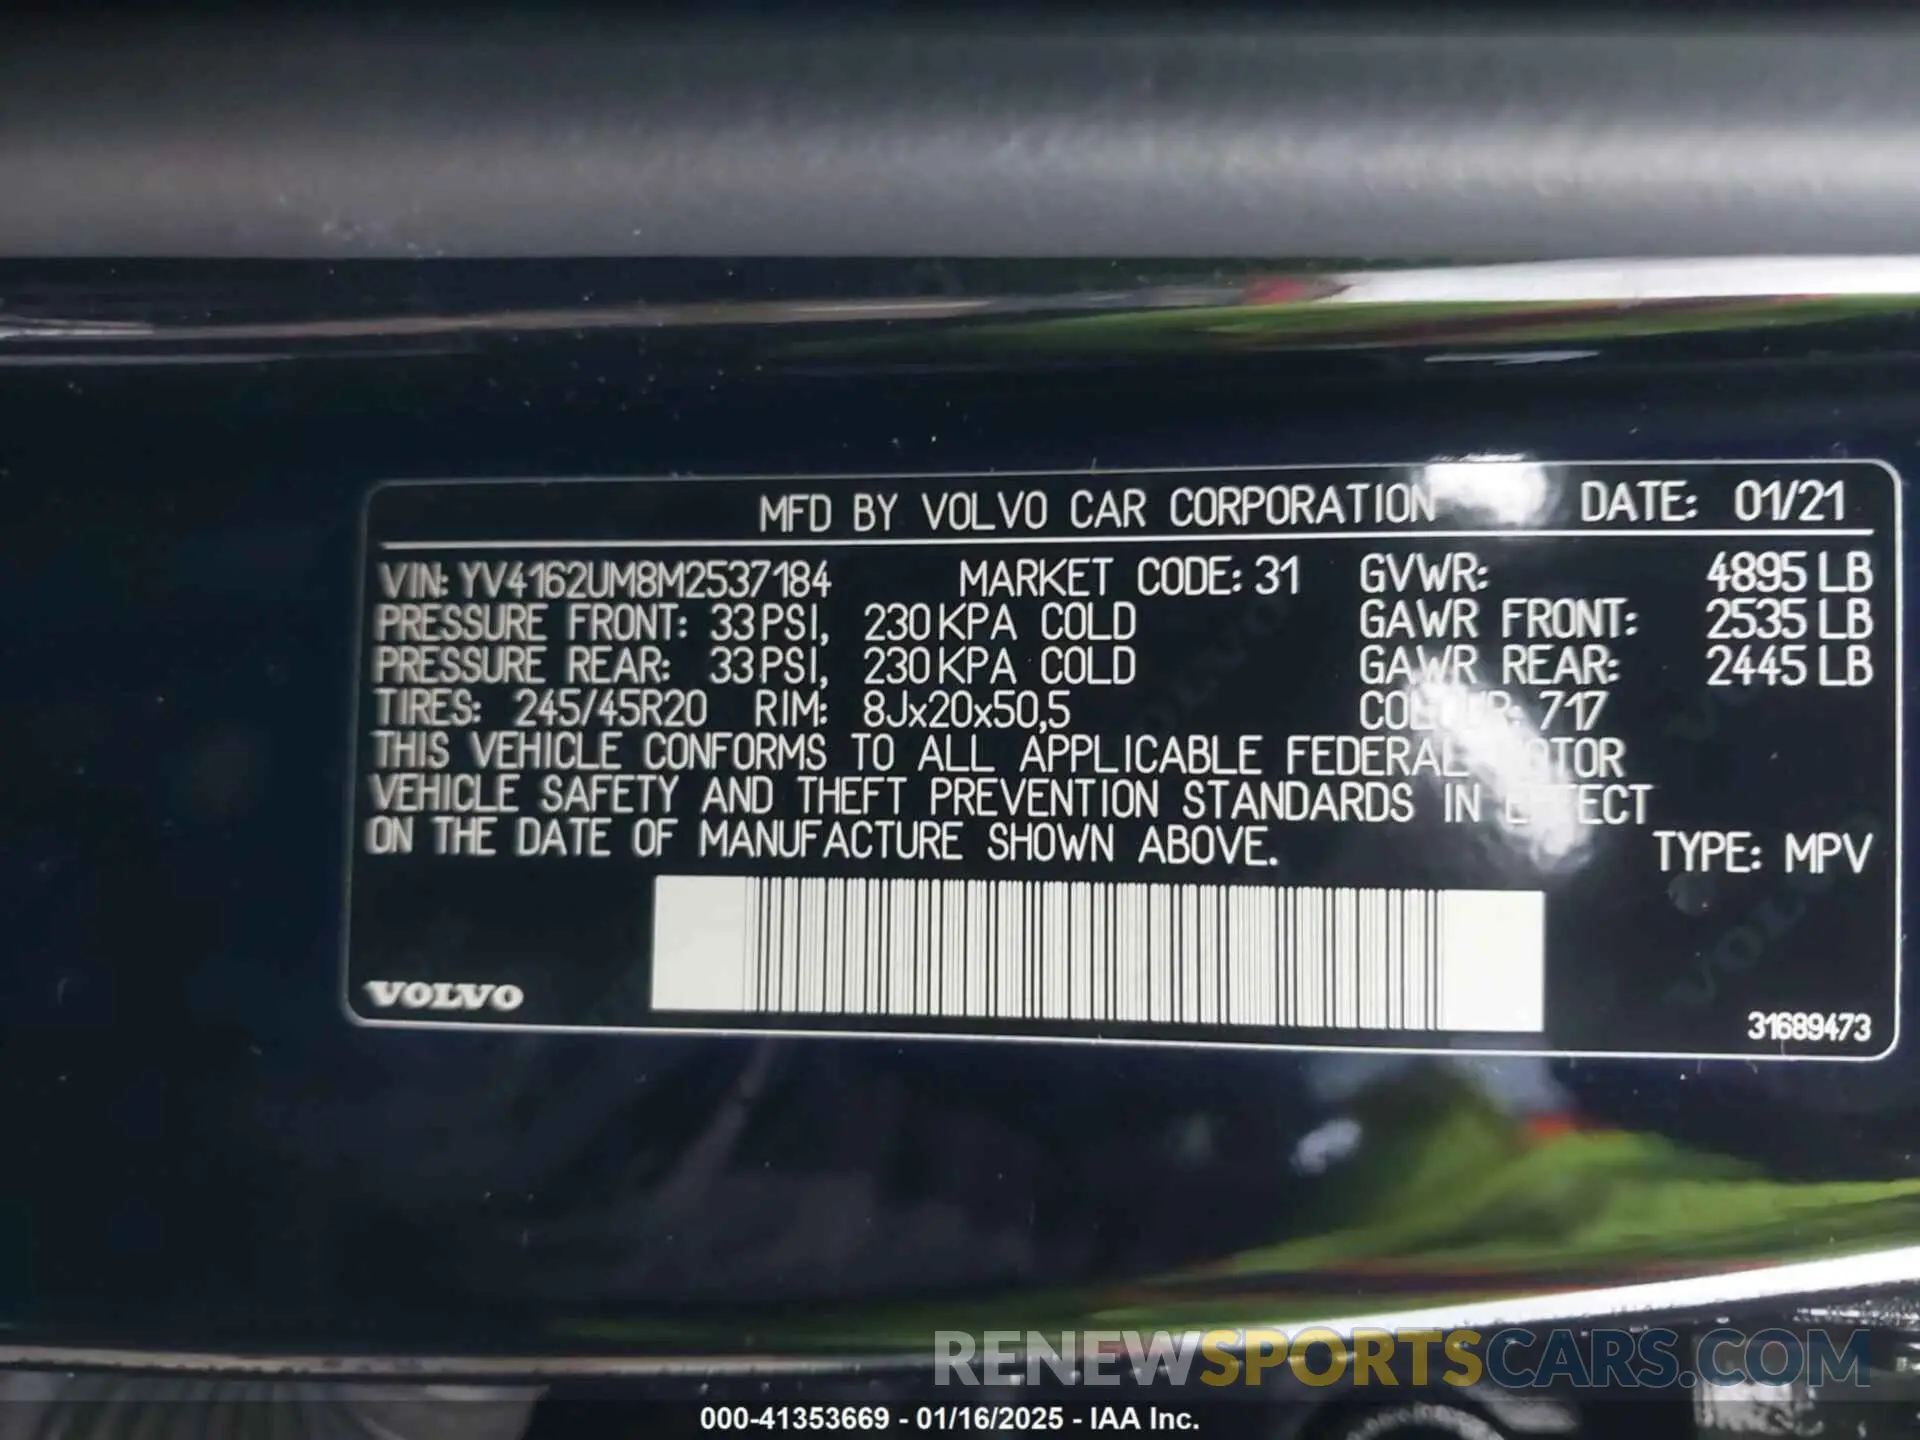 MFD BY VOLVO CAR CORPORATION DATE: 01/21
VIN: YV4162UM8M2537184 MARKET CODE: 31 GVWR: 4895 LB
PRESSURE FRONT: 33 PSI, 230 KPA COLD GAWR FRONT: 2535 LB
PRESSURE REAR: 33 PSI, 230 KPA COLD GAWR REAR: 2445 LB
TIRES: 245/45R20 RIM: 8Jx20x50,5 COLOUR: 717
THIS VEHICLE CONFORMS TO ALL APPLICABLE FEDERAL MOTOR
VEHICLE SAFETY AND THEFT PREVENTION STANDARDS IN EFFECT
ON THE DATE OF MANUFACTURE SHOWN ABOVE. TYPE: MPV
VOLVO
31689473
RENEWSPORTSCARS.COM
000-41353669 - 01/16/2025 - IAA Inc.